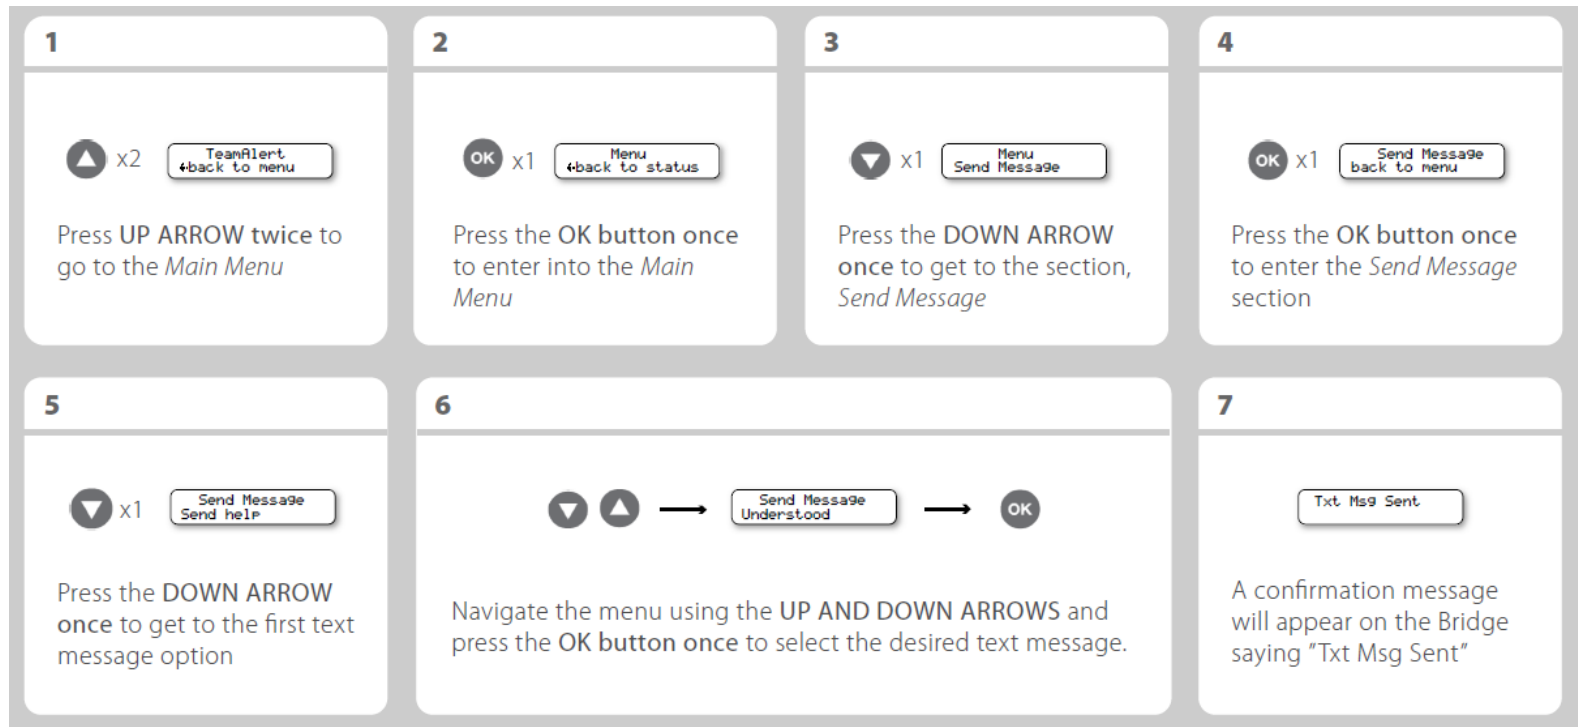 1
x2
TeamAlert
back to menu
Press UP ARROW twice to
go to the Main Menu
2
OK x1
Menu
back to status
Press the OK button once
to enter into the Main
Menu
3
x1
Menu
Send Message
Press the DOWN ARROW
once to get to the section,
Send Message
4
OK x1
Send Message
back to menu
Press the OK button once
to enter the Send Message
section
5
x1
Send Message
Send help
Press the DOWN ARROW
once to get to the first text
message option
6
Send Message
Understood
OK
Navigate the menu using the UP AND DOWN ARROWS and
press the OK button once to select the desired text message.
7
Txt Msg Sent
A confirmation message
will appear on the Bridge
saying "Txt Msg Sent"